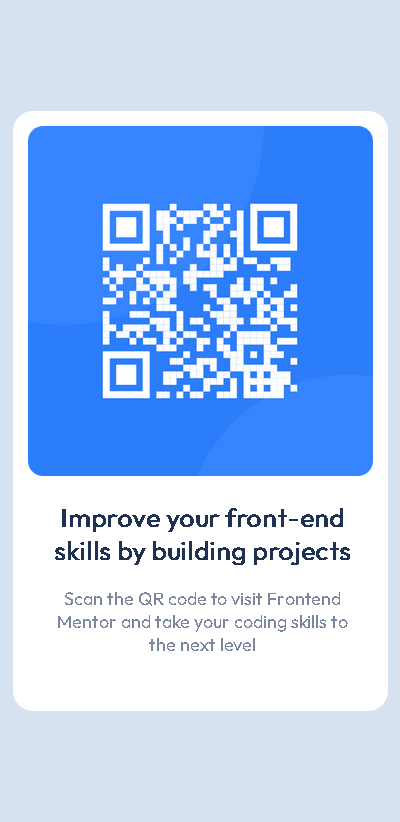 Improve your front-end
skills by building projects
Scan the QR code to visit Frontend
Mentor and take your coding skills to
the next level